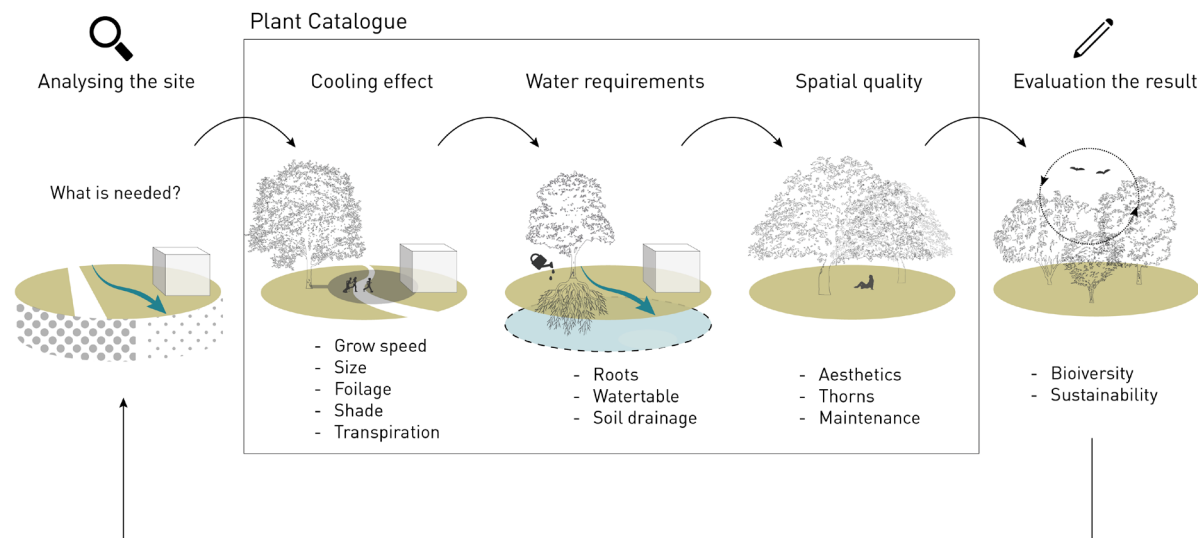 Plant Catalogue
Analysing the site
What is needed?
Cooling effect
- Grow speed
- Size
- Foilage
- Shade
- Transpiration
Water requirements
- Roots
- Watertable
- Soil drainage
Spatial quality
- Aesthetics
- Thorns
- Maintenance
Evaluation the result
- Bioiversity
- Sustainability